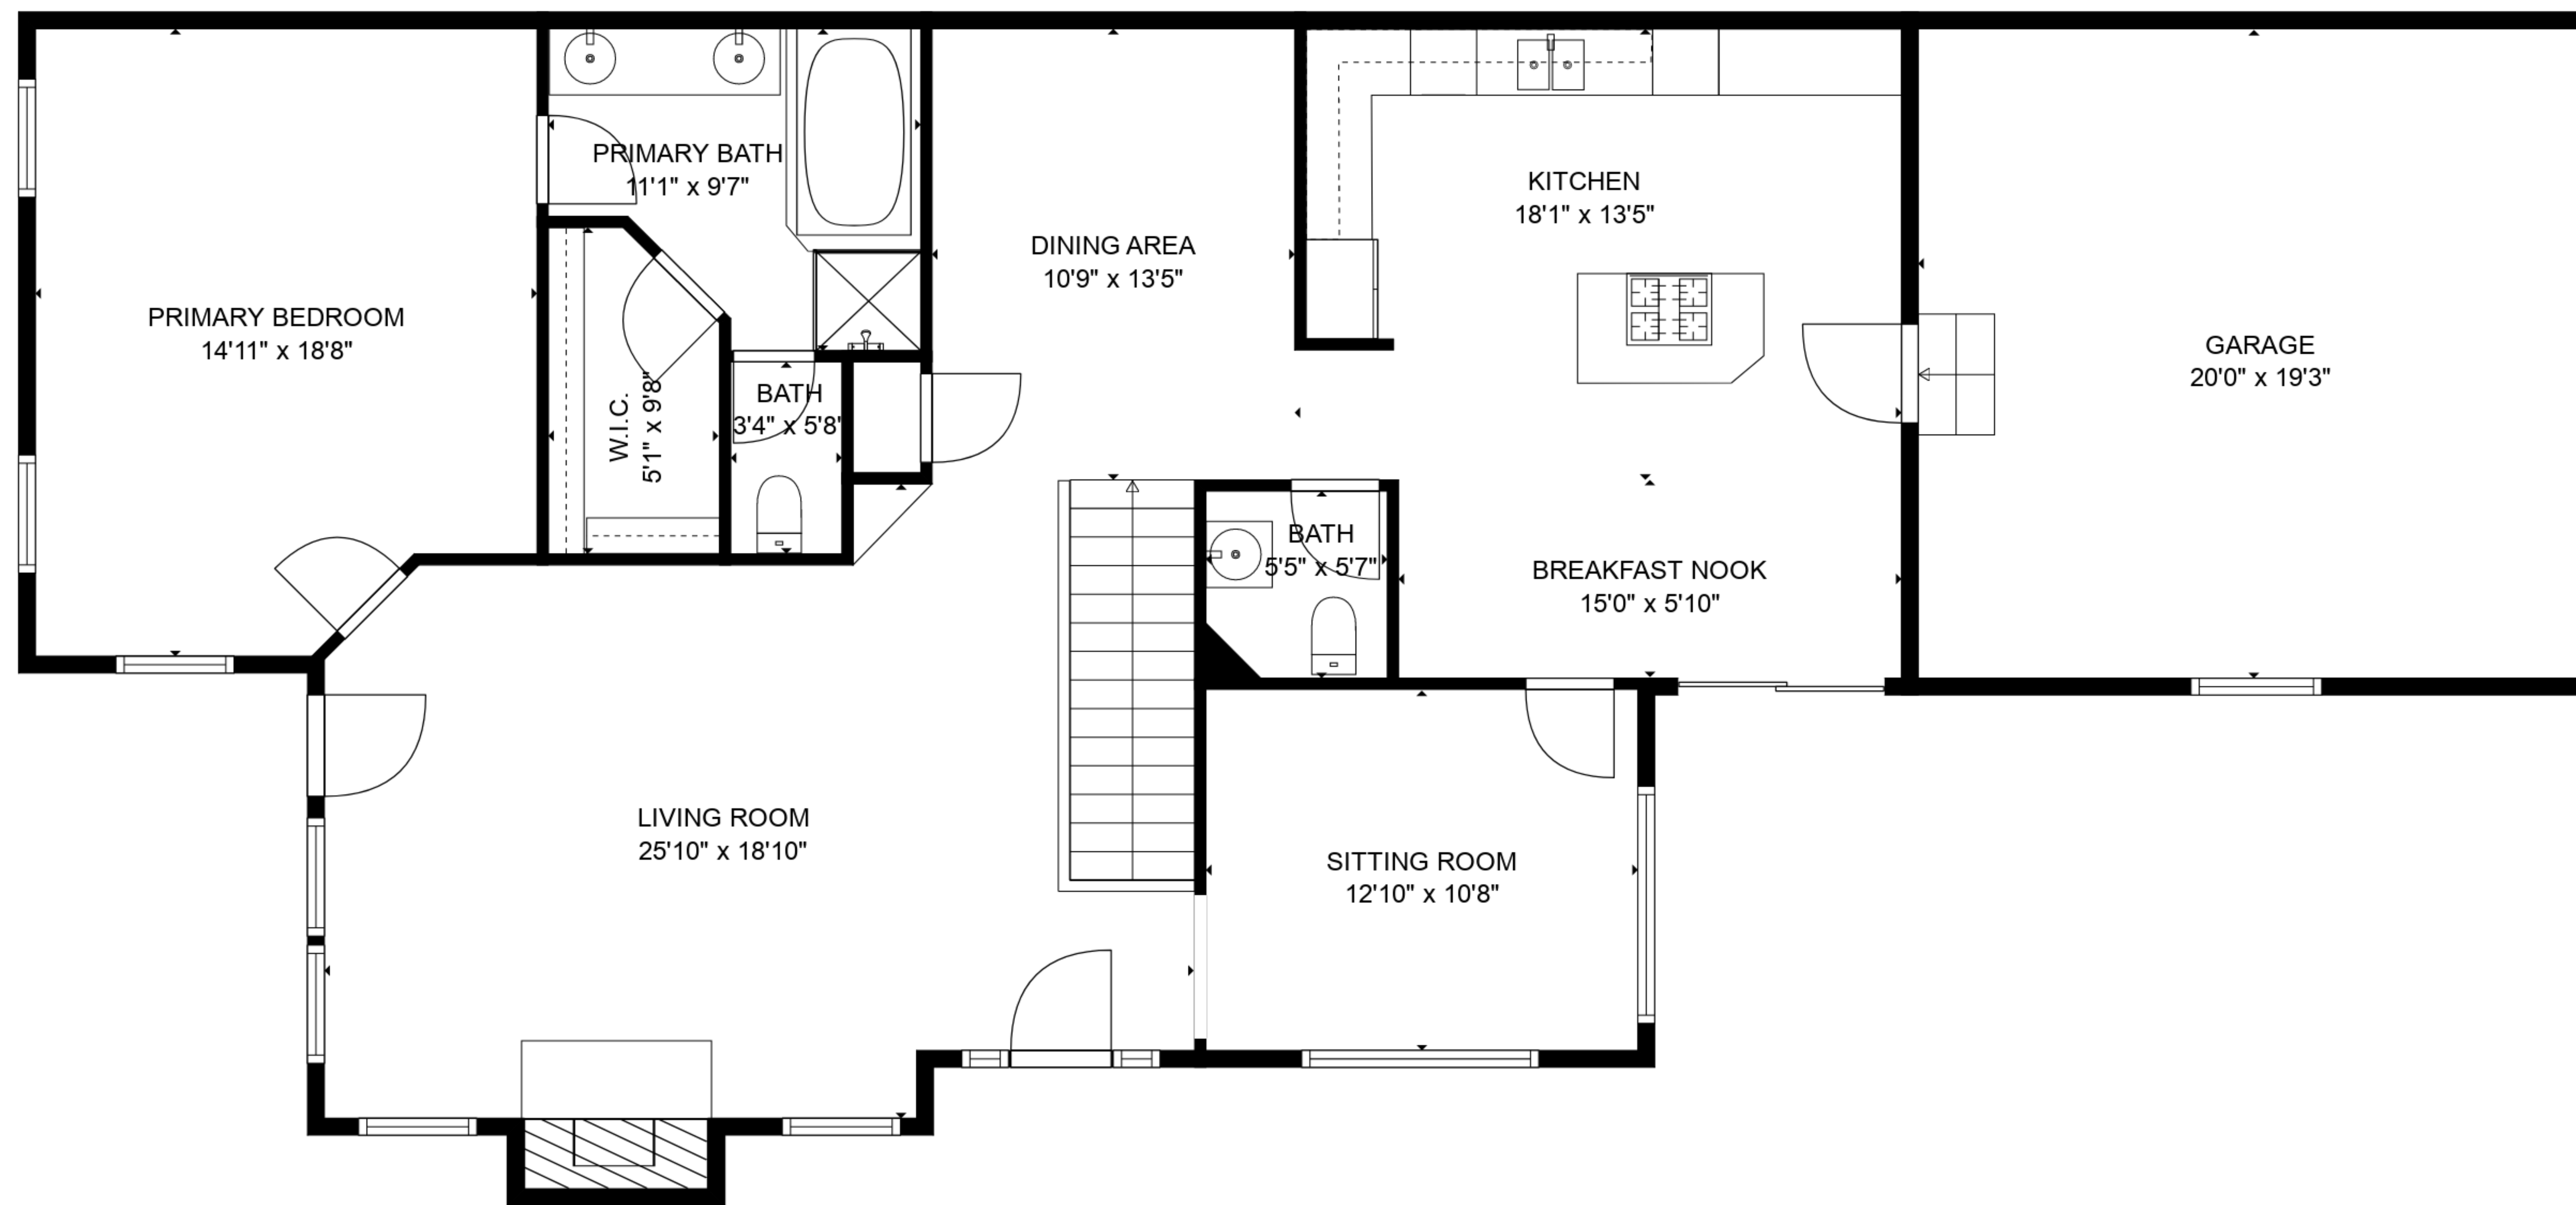 PRIMARY BATH
11'1" x 9'7"
KITCHEN
18'1" x 13'5"
DINING AREA
10'9" x 13'5"
PRIMARY BEDROOM
14'11" x 18'8"
GARAGE
20'0" x 19'3"
W.I.C.
5'1" x 9'8"
BATH
3'4" x 5'8"
BATH
5'5" x 5'7"
BREAKFAST NOOK
15'0" x 5'10"
LIVING ROOM
25'10" x 18'10"
SITTING ROOM
12'10" x 10'8"